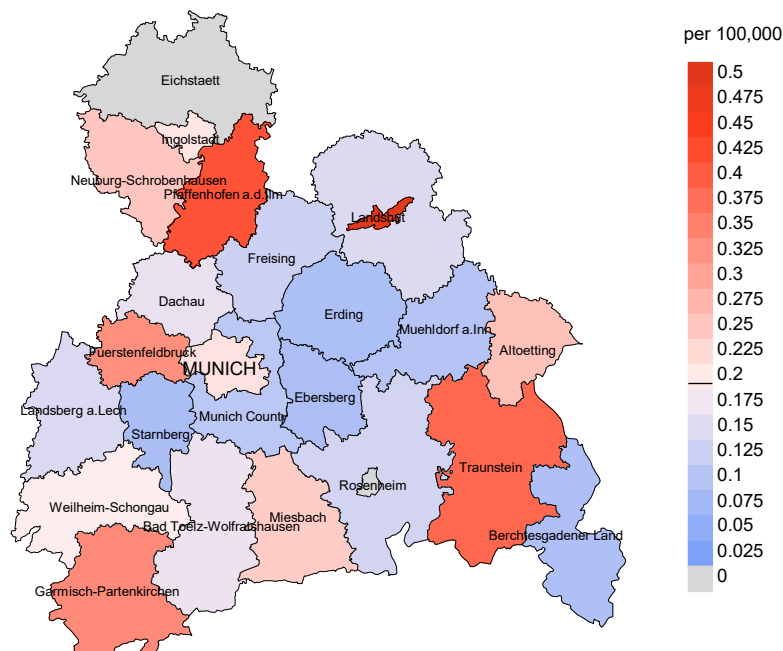 per 100,000
0.5
0.475
0.45
0.425
0.4
0.375
0.35
0.325
0.3
0.275
0.25
0.225
0.2
0.175
0.15
0.125
0.1
0.075
0.05
0.025
0
Eichstaett
Ingolstadt
Neuburg-Schrobenhausen
Pfaffenhofen a.d.Ilm
Landshut
Freising
Dachau
Erding
Muehldorf a.Inn
Altoetting
Fuerstenfeldbruck
MUNICH
Landsberg a.Lech
Munich County
Ebersberg
Starnberg
Traunstein
Rosenheim
Weilheim-Schongau
Miesbach
Bad Toelz-Wolfratshausen
Berchtesgadener Land
Garmisch-Partenkirchen